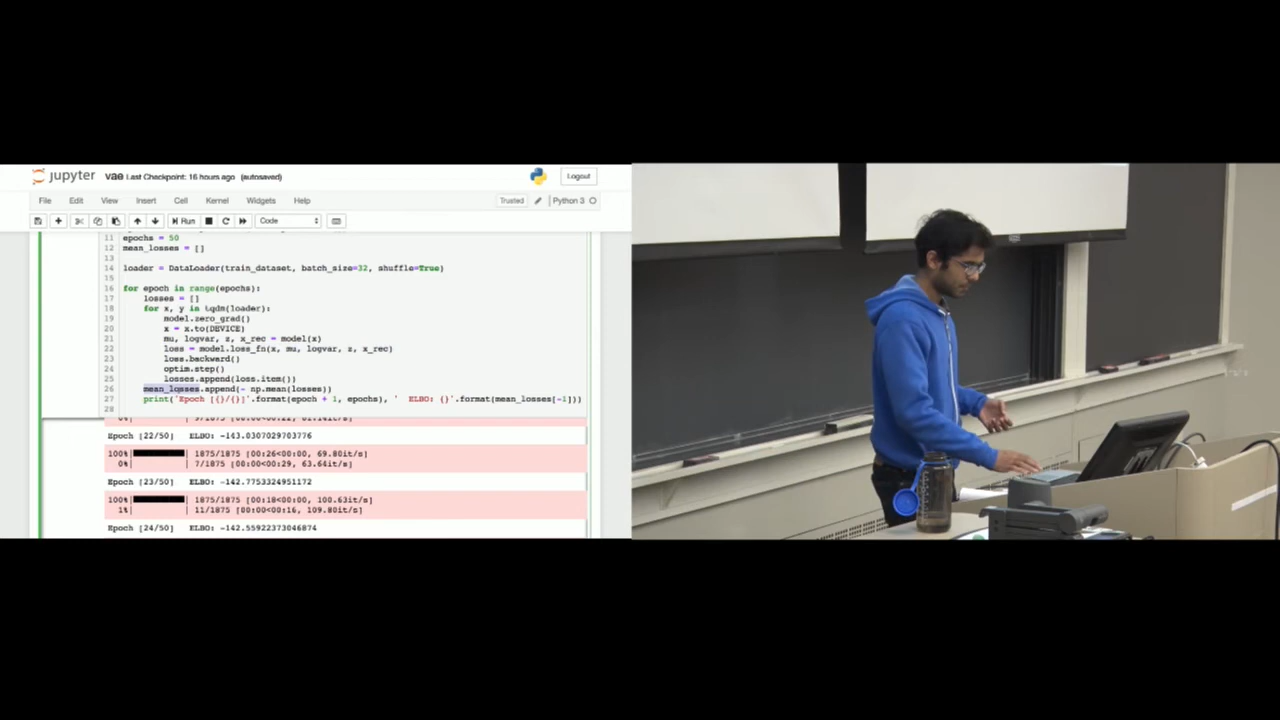 jupyter vae Last Checkpoint: 16 hours ago (autosaved) Logout
File Edit View Insert Cell Kernel Widgets Help Trusted Python 3
Run Code
11 epochs = 50
12 mean_losses = []
13
14 loader = DataLoader(train_dataset, batch_size=32, shuffle=True)
15
16 for epoch in range(epochs):
17 losses = []
18 for x, y in tqdm(loader):
19 model.zero_grad()
20 x = x.to(DEVICE)
21 mu, logvar, z, x_rec = model(x)
22 loss = model.loss_fn(x, mu, logvar, z, x_rec)
23 loss.backward()
24 optim.step()
25 losses.append(loss.item())
26 mean_losses.append(- np.mean(losses))
27 print('Epoch [{}/{}]'.format(epoch + 1, epochs), '  ELBO: {}'.format(mean_losses[-1]))
28
Epoch [22/50] ELBO: -143.0307029703776
100%| | 1875/1875 [00:26<00:00, 69.80it/s]
0%| | 7/1875 [00:00<00:29, 63.64it/s]
Epoch [23/50] ELBO: -142.7753324951172
100%| | 1875/1875 [00:18<00:00, 100.63it/s]
1%| | 11/1875 [00:00<00:16, 109.80it/s]
Epoch [24/50] ELBO: -142.55922373046874